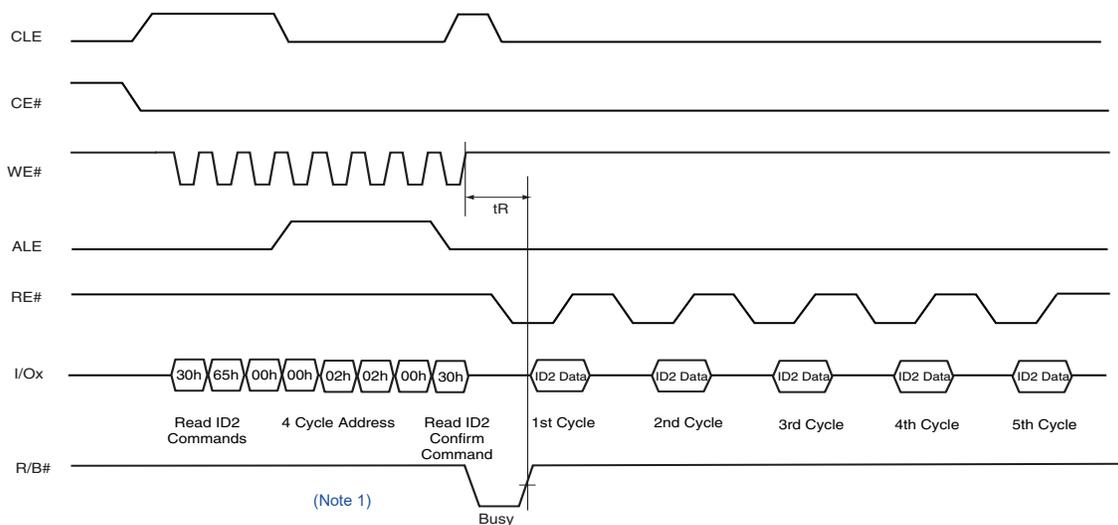 CLE
CE#
WE#
tR
ALE
RE#
I/Ox
30h 65h 00h 00h 02h 02h 00h 30h ID2 Data ID2 Data ID2 Data ID2 Data ID2 Data
Read ID2
Commands
4 Cycle Address
Read ID2
Confirm
Command
1st Cycle
2nd Cycle
3rd Cycle
4th Cycle
5th Cycle
R/B#
(Note 1)
Busy